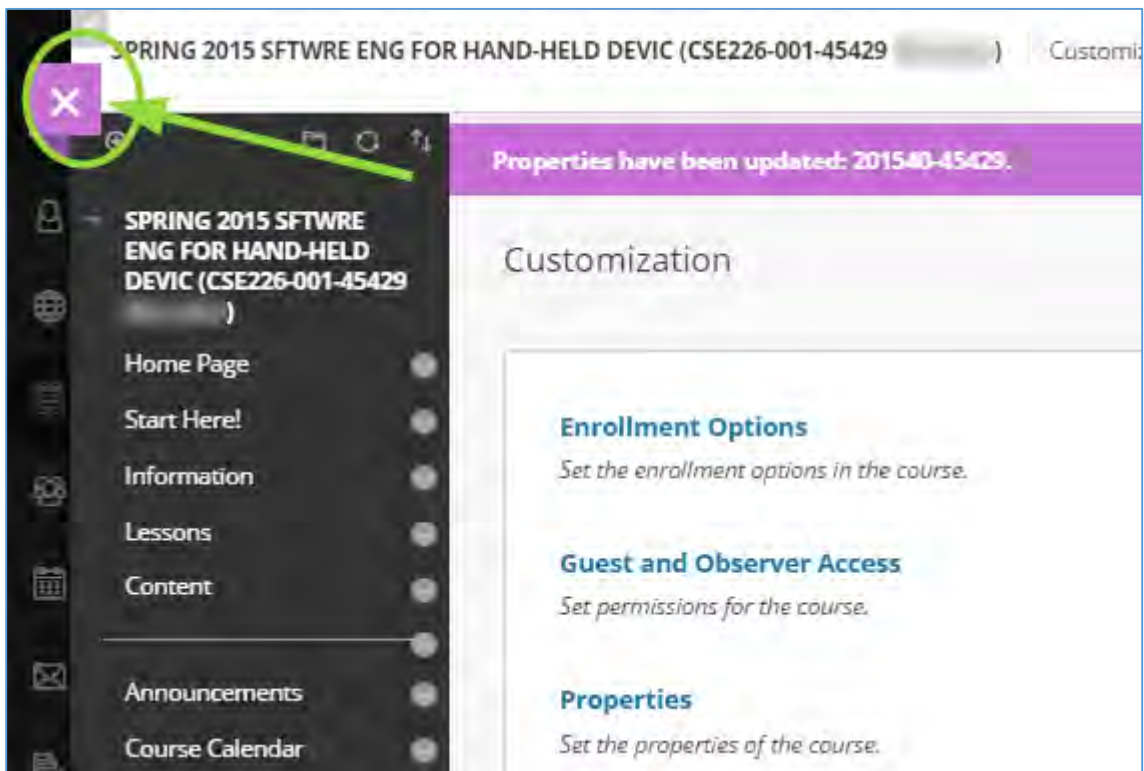 SPRING 2015 SFTWRE ENG FOR HAND-HELD DEVIC (CSE226-001-45429 )
Properties have been updated: 201540-45429.
SPRING 2015 SFTWRE
ENG FOR HAND-HELD
DEVIC (CSE226-001-45429
)
Home Page
Start Here!
Information
Lessons
Content
Announcements
Course Calendar
Customization
Enrollment Options
Set the enrollment options in the course.
Guest and Observer Access
Set permissions for the course.
Properties
Set the properties of the course.